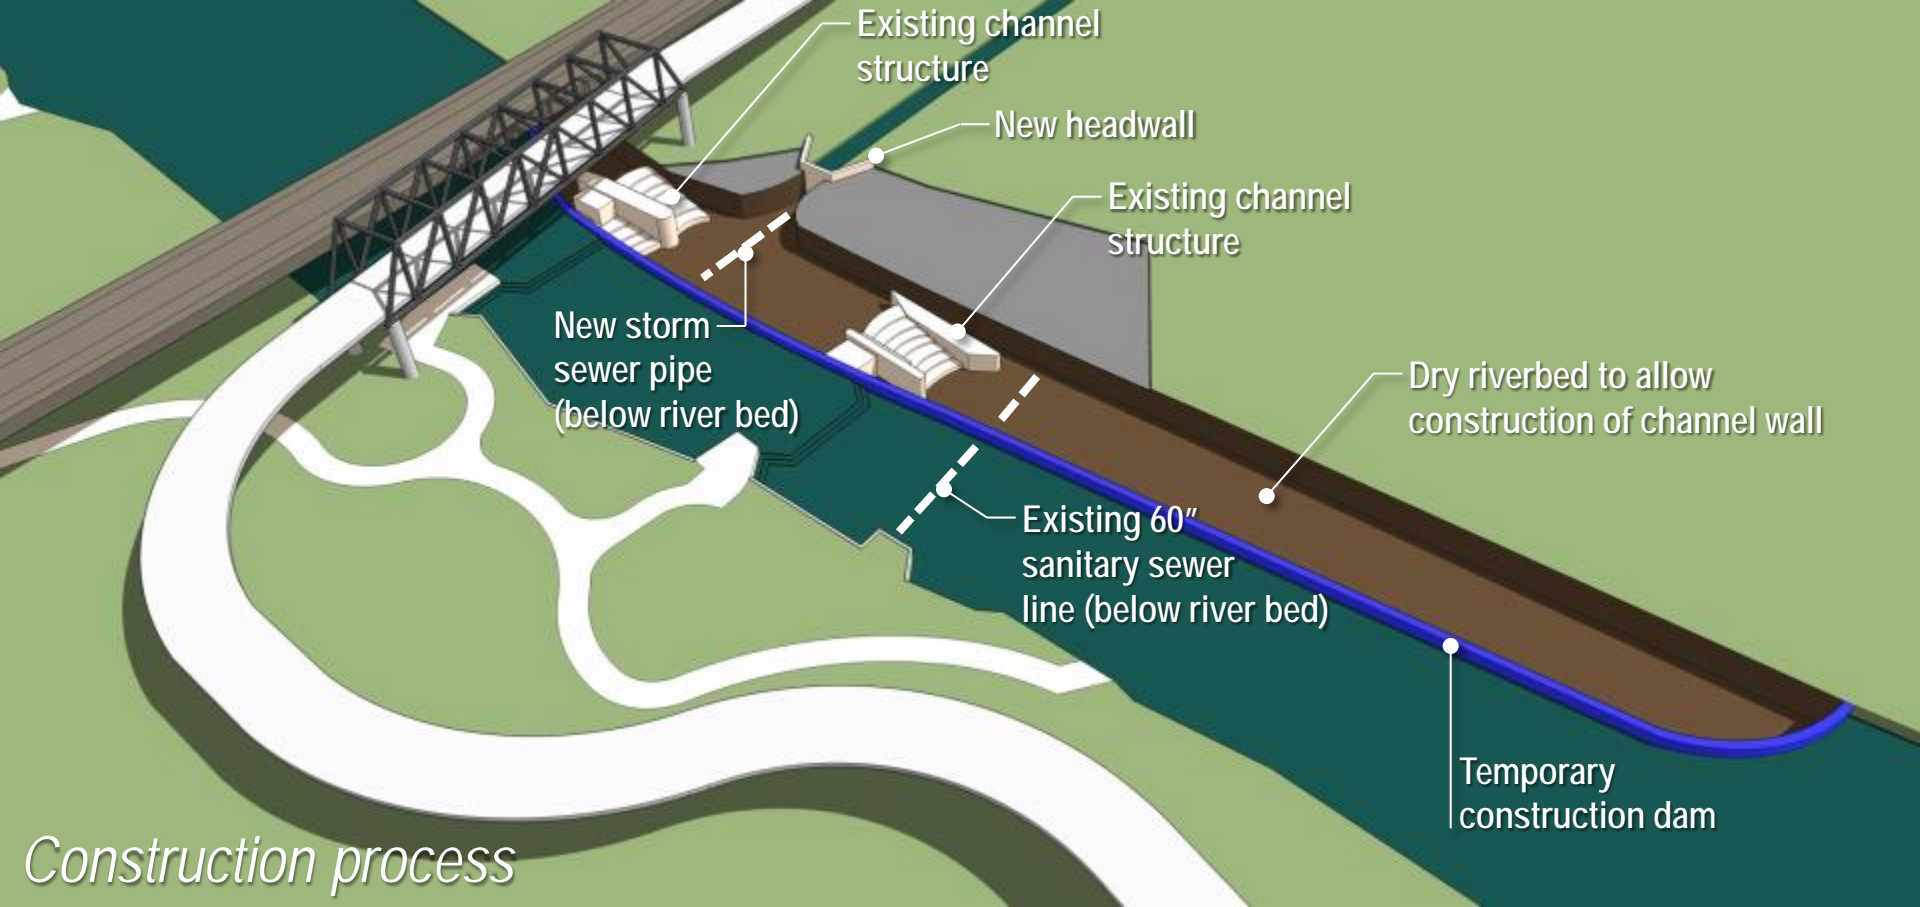 Existing channel
structure
New headwall
Existing channel
structure
New storm
sewer pipe
(below river bed)
Dry riverbed to allow
construction of channel wall
Existing 60″
sanitary sewer
line (below river bed)
Temporary
construction dam
Construction process